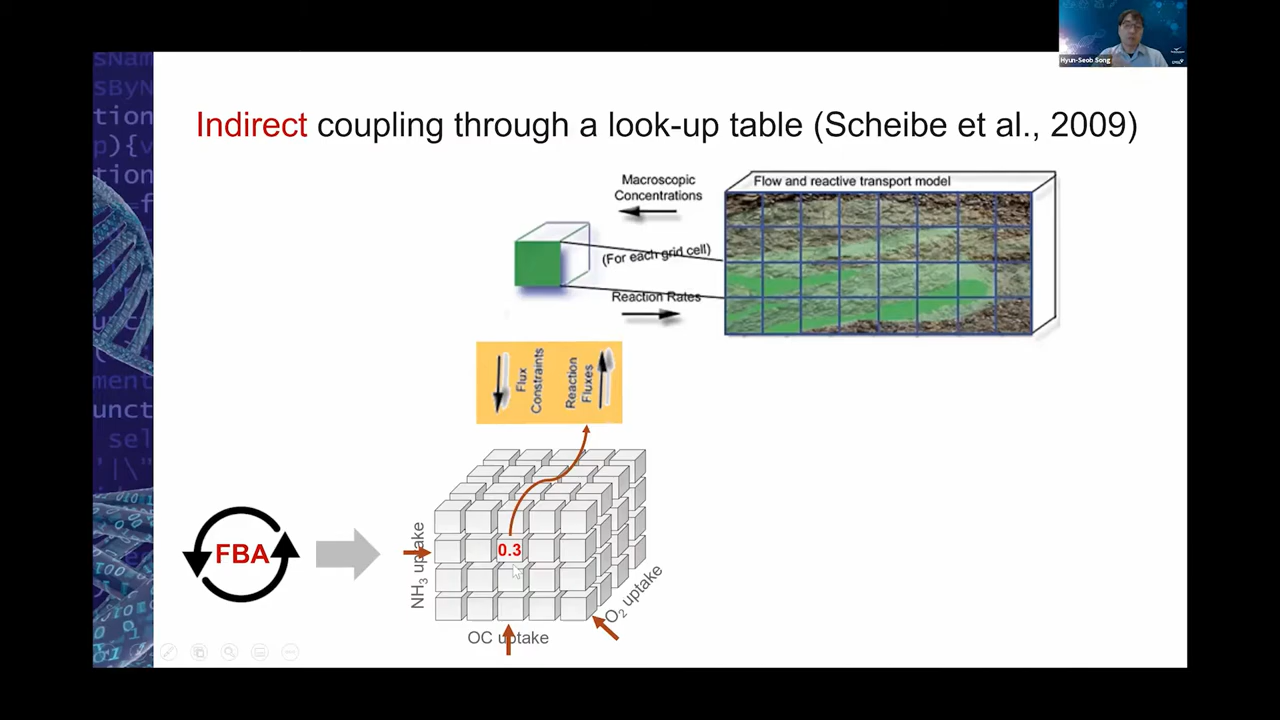 Hyun-Seob Song
Indirect coupling through a look-up table (Scheibe et al., 2009)
Macroscopic
Concentrations
Flow and reactive transport model
(For each grid cell)
Reaction Rates
Flux
Constraints
Reaction
Fluxes
FBA
NH3 uptake
0.3
O2 uptake
OC uptake